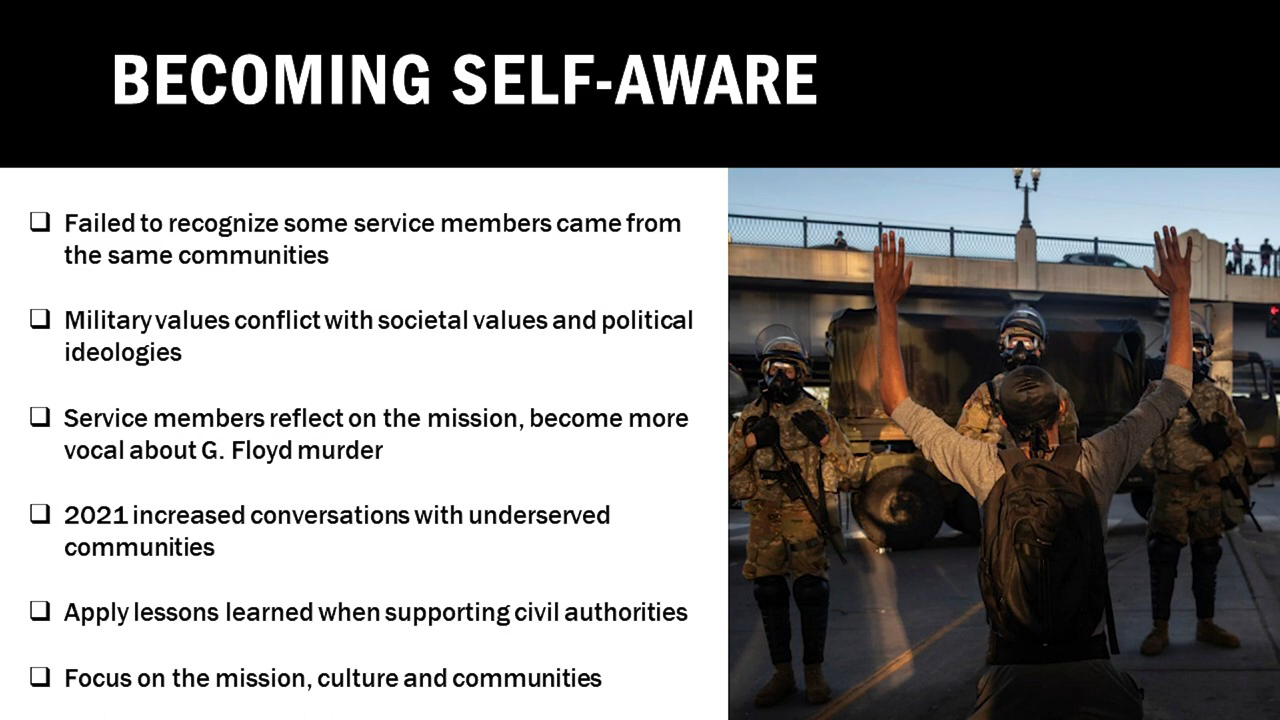 BECOMING SELF-AWARE
Failed to recognize some service members came from
the same communities
Military values conflict with societal values and political
ideologies
Service members reflect on the mission, become more
vocal about G. Floyd murder
2021 increased conversations with underserved
communities
Apply lessons learned when supporting civil authorities
Focus on the mission, culture and communities